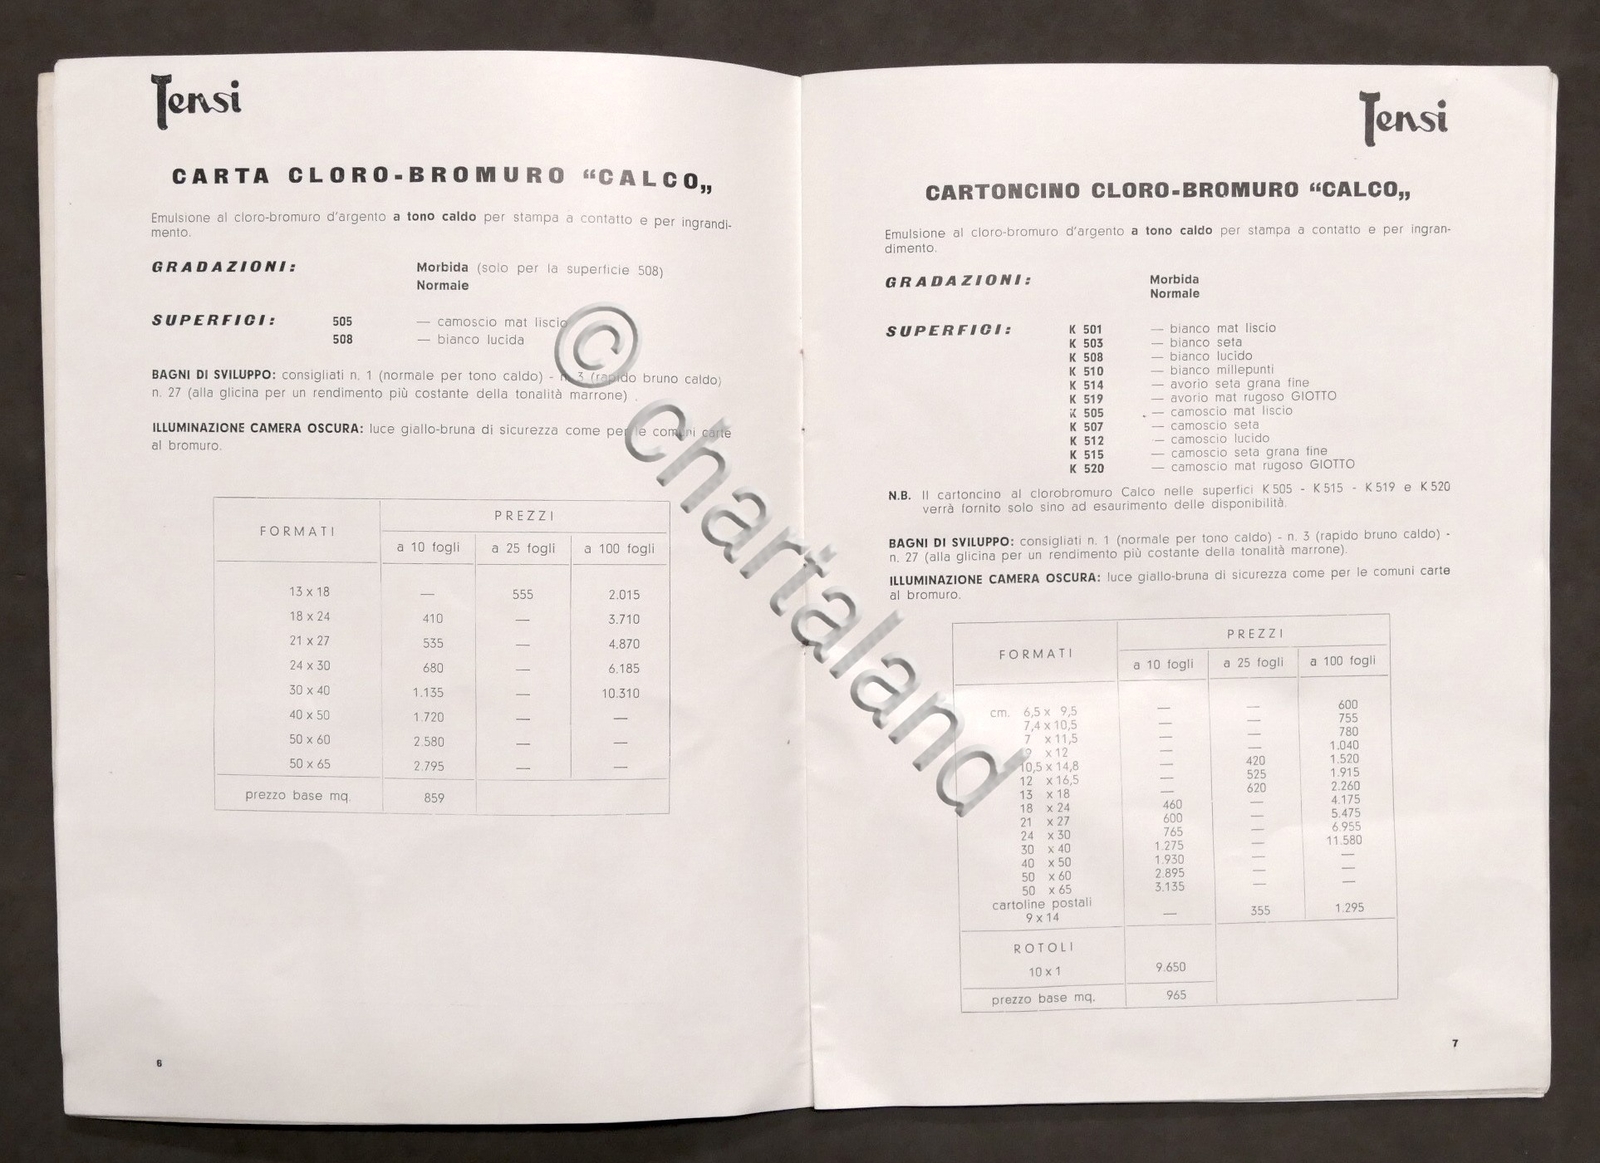 Tensi
CARTA CLORO-BROMURO “CALCO„
Emulsione al cloro-bromuro d'argento a tono caldo per stampa a contatto e per ingrandi-
mento.
GRADAZIONI: Morbida (solo per la superficie 508)
Normale
SUPERFICI: 505 — camoscio mat liscio
508 — bianco lucida
BAGNI DI SVILUPPO: consigliati n. 1 (normale per tono caldo) - n. 3 (rapido bruno caldo)
n. 27 (alla glicina per un rendimento più costante della tonalità marrone) .
ILLUMINAZIONE CAMERA OSCURA: luce giallo-bruna di sicurezza come per le comuni carte
al bromuro.
FORMATI PREZZI
a 10 fogli a 25 fogli a 100 fogli
13 x 18 — 555 2.015
18 x 24 410 — 3.710
21 x 27 535 — 4.870
24 x 30 680 — 6.185
30 x 40 1.135 — 10.310
40 x 50 1.720 — —
50 x 60 2.580 — —
50 x 65 2.795 — —
prezzo base mq. 859
6
Tensi
CARTONCINO CLORO-BROMURO “CALCO„
Emulsione al cloro-bromuro d'argento a tono caldo per stampa a contatto e per ingran-
dimento.
GRADAZIONI: Morbida
Normale
SUPERFICI: K 501 — bianco mat liscio
K 503 — bianco seta
K 508 — bianco lucido
K 510 — bianco millepunti
K 514 — avorio seta grana fine
K 519 — avorio mat rugoso GIOTTO
K 505 — camoscio mat liscio
K 507 — camoscio seta
K 512 — camoscio lucido
K 515 — camoscio seta grana fine
K 520 — camoscio mat rugoso GIOTTO
N.B. Il cartoncino al clorobromuro Calco nelle superfici K 505 - K 515 - K 519 e K 520
verrà fornito solo sino ad esaurimento delle disponibilità.
BAGNI DI SVILUPPO: consigliati n. 1 (normale per tono caldo) - n. 3 (rapido bruno caldo) -
n. 27 (alla glicina per un rendimento più costante della tonalità marrone).
ILLUMINAZIONE CAMERA OSCURA: luce giallo-bruna di sicurezza come per le comuni carte
al bromuro.
FORMATI PREZZI
a 10 fogli a 25 fogli a 100 fogli
cm. 6,5 x 9,5 — — 600
7,4 x 10,5 — — 755
7 x 11,5 — — 780
x 12 — — 1.040
10,5 x 14,8 — 420 1.520
12 x 16,5 — 525 1.915
13 x 18 — 620 2.260
18 x 24 460 — 4.175
21 x 27 600 — 5.475
24 x 30 765 — 6.955
30 x 40 1.275 — 11.580
40 x 50 1.930 — —
50 x 60 2.895 — —
50 x 65 3.135 — —
cartoline postali
9 x 14 — 355 1.295
ROTOLI
10 x 1 9.650
prezzo base mq. 965
7
© chartaland